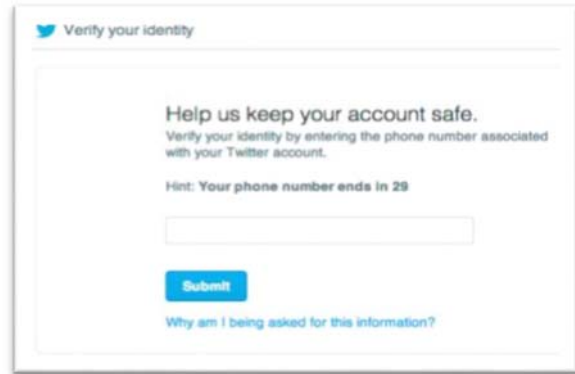 Verify your identity
Help us keep your account safe.
Verify your identity by entering the phone number associated
with your Twitter account.
Hint: Your phone number ends in 29
Submit
Why am I being asked for this information?